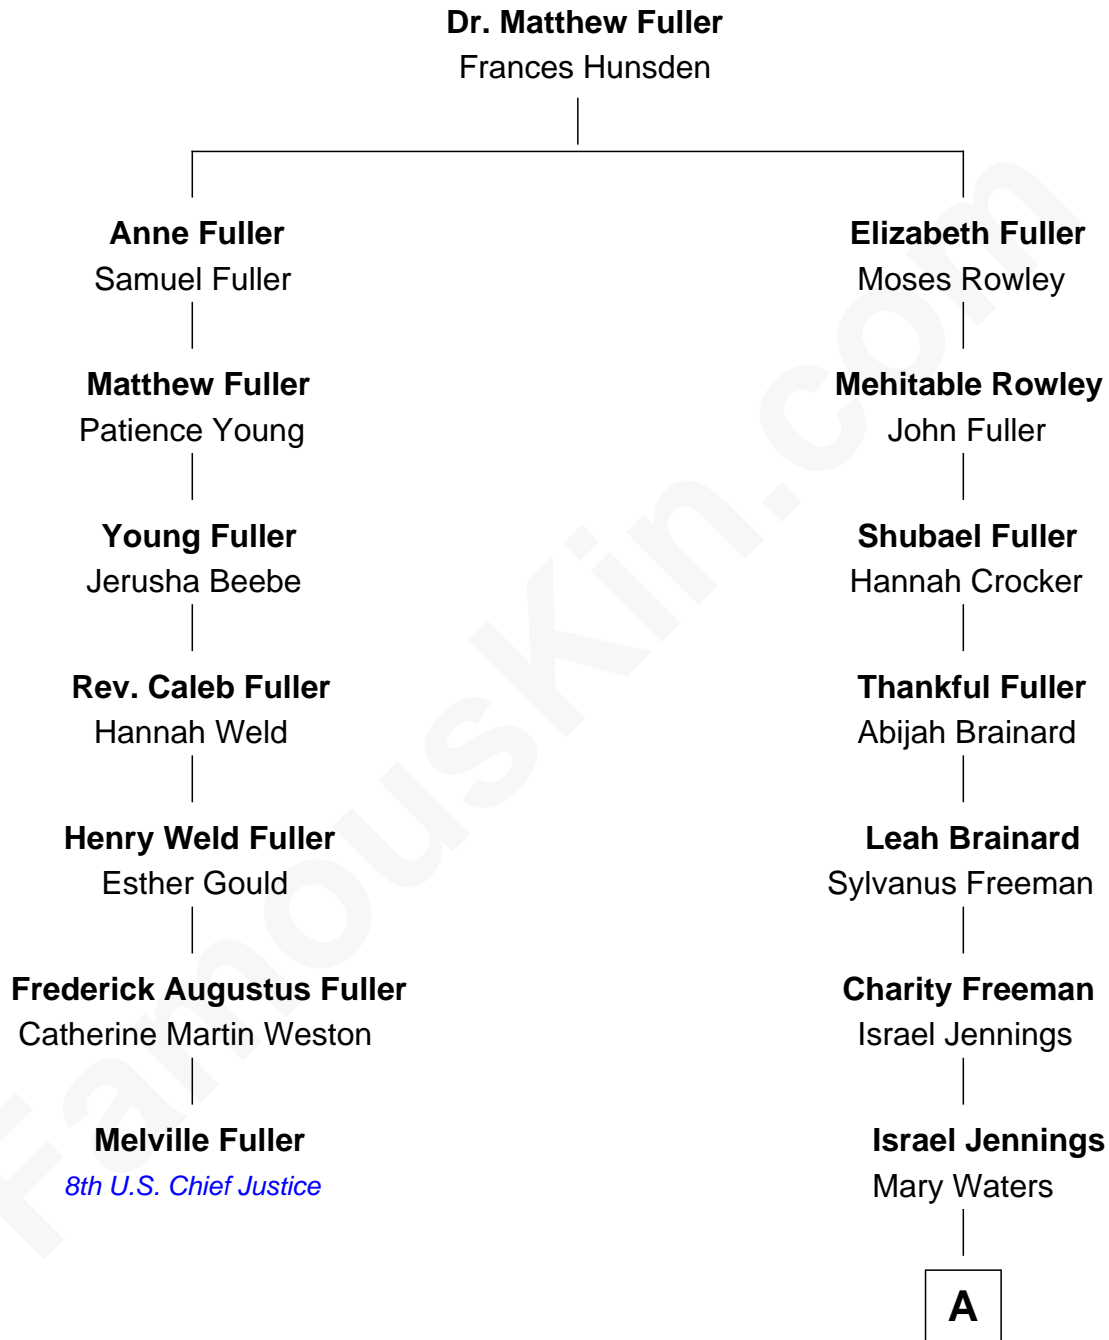 Dr. Matthew Fuller
Frances Hunsden
Anne Fuller
Samuel Fuller
Elizabeth Fuller
Moses Rowley
Matthew Fuller
Patience Young
Mehitable Rowley
John Fuller
Young Fuller
Jerusha Beebe
Shubael Fuller
Hannah Crocker
Rev. Caleb Fuller
Hannah Weld
Thankful Fuller
Abijah Brainard
Henry Weld Fuller
Esther Gould
Leah Brainard
Sylvanus Freeman
Frederick Augustus Fuller
Catherine Martin Weston
Charity Freeman
Israel Jennings
Melville Fuller
8th U.S. Chief Justice
Israel Jennings
Mary Waters
A
FamousKin.com